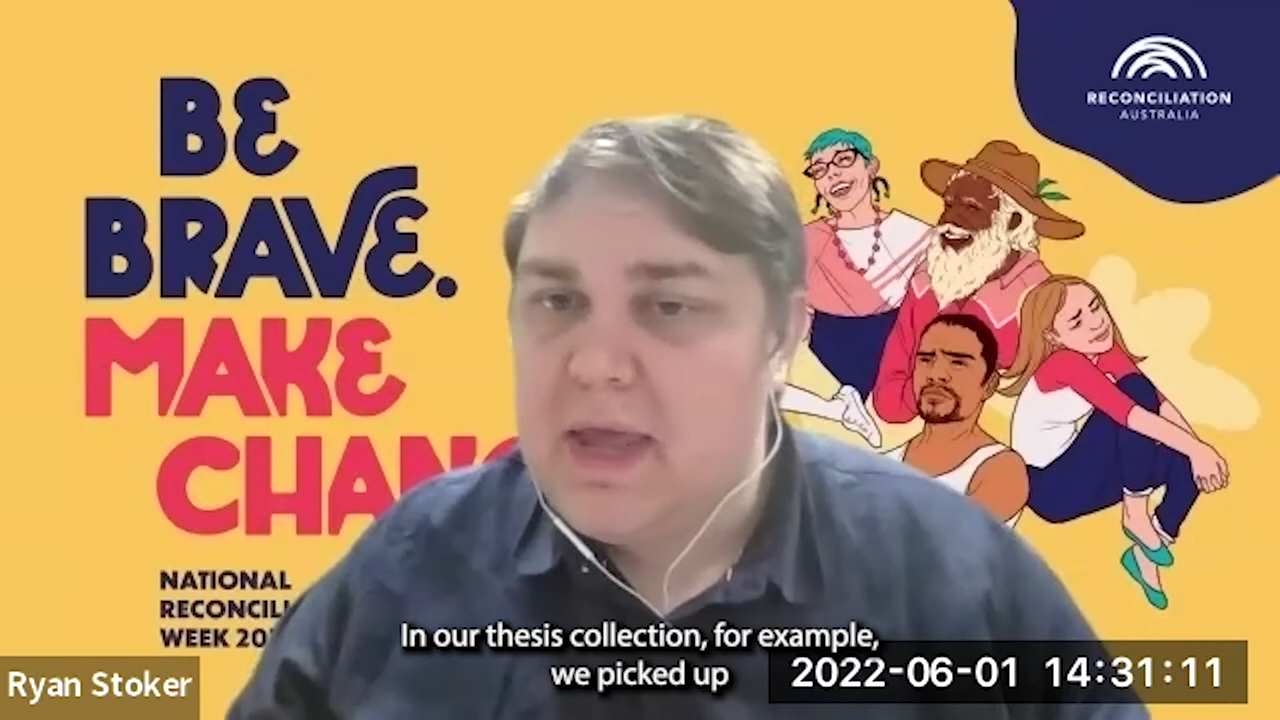 BE
BRAVE.
MAKE
CHAN
NATIONAL
RECONCIL
WEEK 20
RECONCILIATION
AUSTRALIA
In our thesis collection, for example,
we picked up
Ryan Stoker
2022-06-01 14:31:11